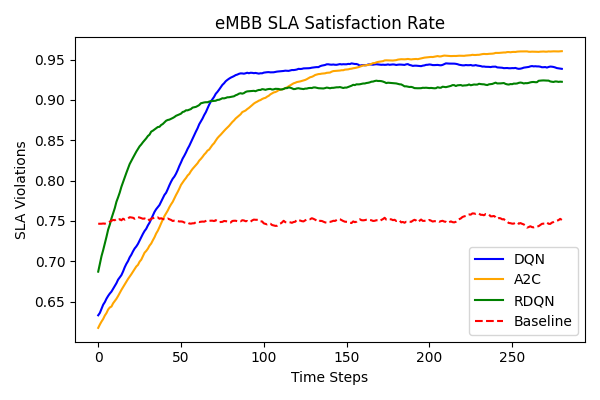 eMBB SLA Satisfaction Rate
SLA Violations
0.95
0.90
0.85
0.80
0.75
0.70
0.65
0
50
100
150
200
250
Time Steps
DQN
A2C
RDQN
Baseline